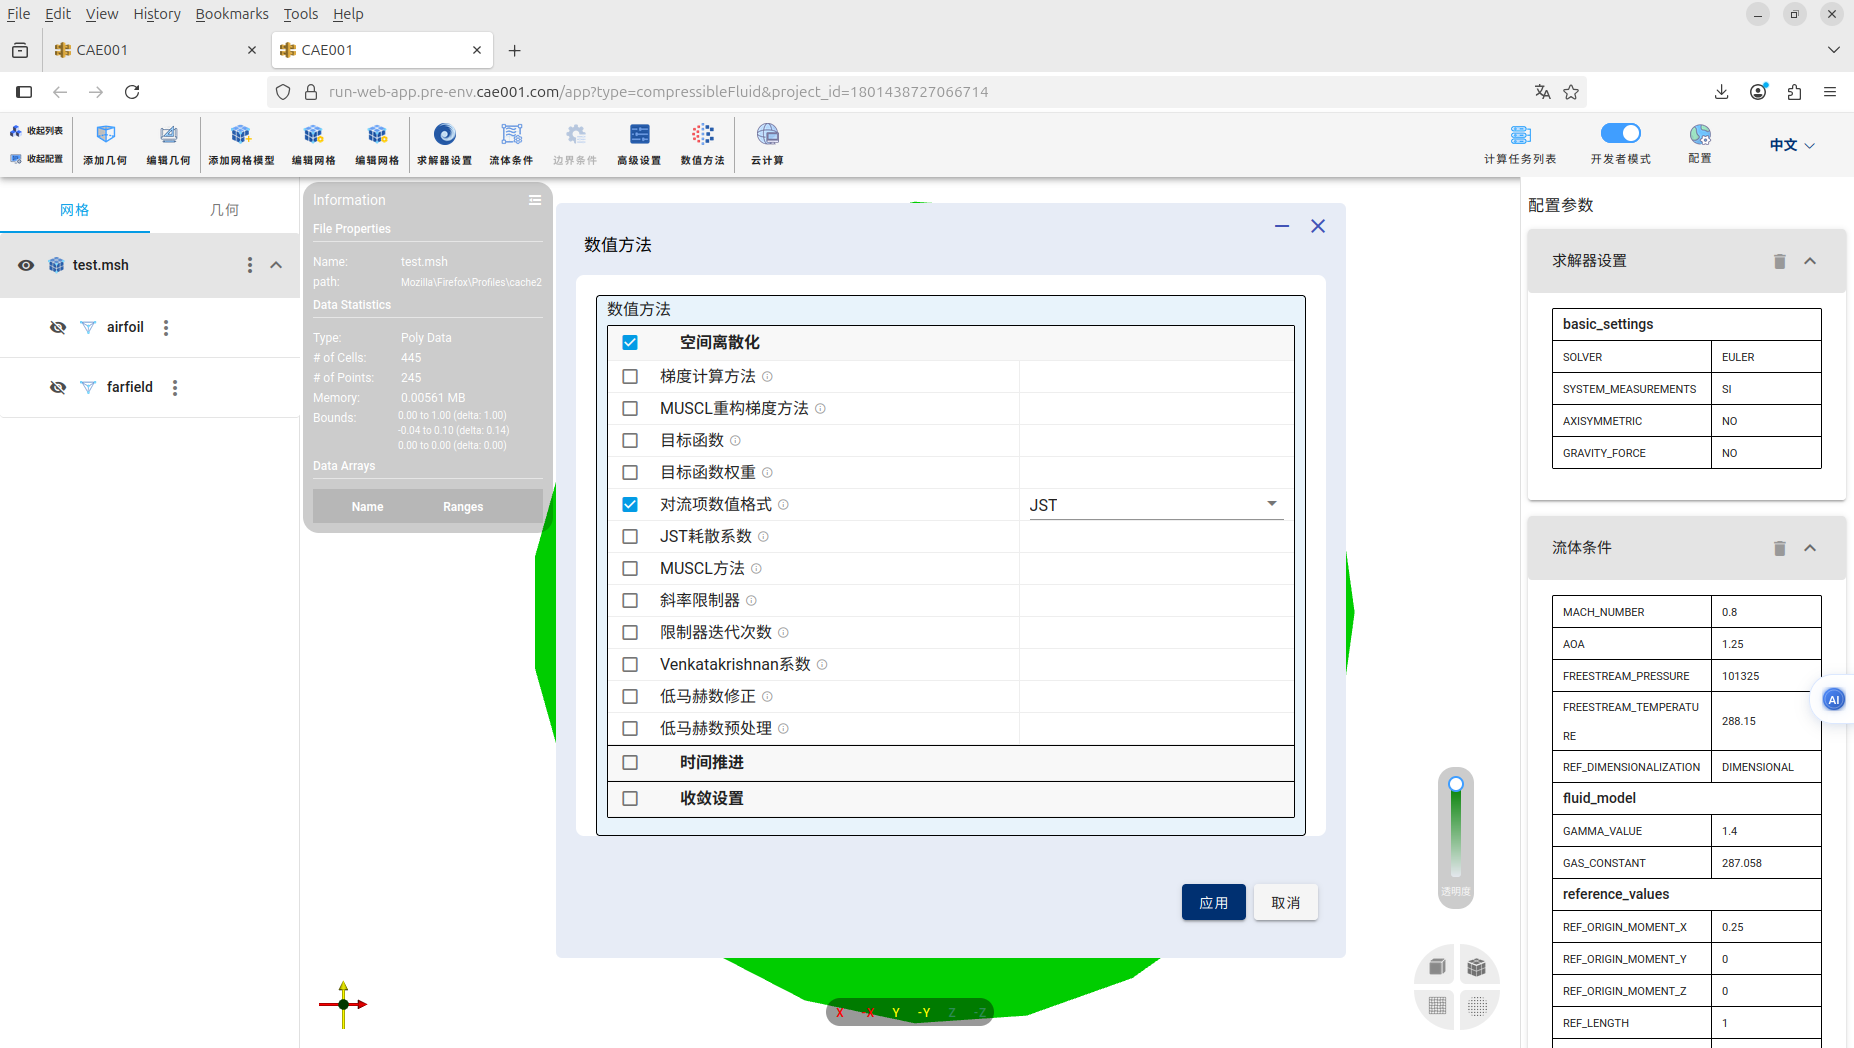 File Edit View History Bookmarks Tools Help
CAE001
CAE001
run-web-app.pre-env.cae001.com/app?type=compressibleFluid&project_id=1801438727066714
收起列表
收起配置
添加几何
编辑几何
添加网格模型
编辑网格
编辑网格
求解器设置
流体条件
边界条件
高级设置
数值方法
云计算
计算任务列表
开发者模式
配置
中文
网格
几何
test.msh
airfoil
farfield
Information
File Properties
Name: test.msh
path: Mozilla\Firefox\Profiles\cache2
Data Statistics
Type: Poly Data
# of Cells: 445
# of Points: 245
Memory: 0.00561 MB
Bounds: 0.00 to 1.00 (delta: 1.00)
-0.04 to 0.10 (delta: 0.14)
0.00 to 0.00 (delta: 0.00)
Data Arrays
Name Ranges
数值方法
数值方法
空间离散化
梯度计算方法
MUSCL重构梯度方法
目标函数
目标函数权重
对流项数值格式 JST
JST耗散系数
MUSCL方法
斜率限制器
限制器迭代次数
Venkatakrishnan系数
低马赫数修正
低马赫数预处理
时间推进
收敛设置
应用
取消
透明度
X -X Y -Y Z -Z
配置参数
求解器设置
basic_settings
SOLVER EULER
SYSTEM_MEASUREMENTS SI
AXISYMMETRIC NO
GRAVITY_FORCE NO
流体条件
MACH_NUMBER 0.8
AOA 1.25
FREESTREAM_PRESSURE 101325
FREESTREAM_TEMPERATU
RE 288.15
REF_DIMENSIONALIZATION DIMENSIONAL
fluid_model
GAMMA_VALUE 1.4
GAS_CONSTANT 287.058
reference_values
REF_ORIGIN_MOMENT_X 0.25
REF_ORIGIN_MOMENT_Y 0
REF_ORIGIN_MOMENT_Z 0
REF_LENGTH 1
AI